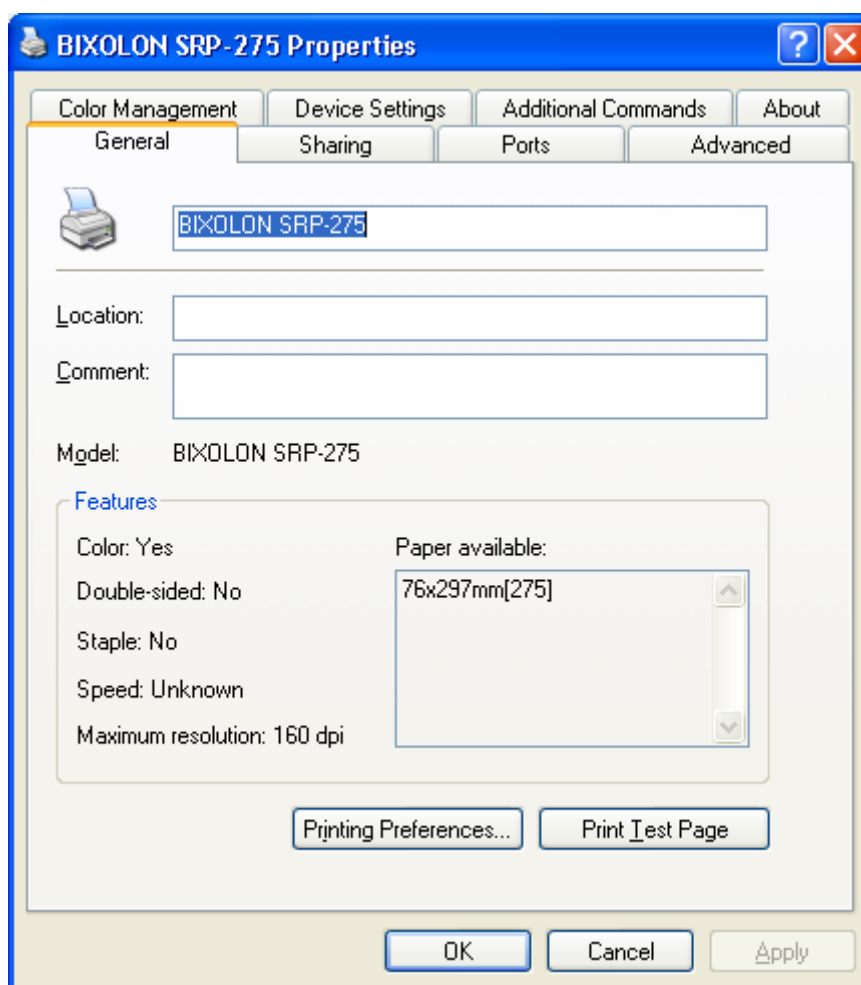 BIXOLON SRP-275 Properties
?
Color Management Device Settings Additional Commands About
General Sharing Ports Advanced
BIXOLON SRP-275
Location:
Comment:
Model: BIXOLON SRP-275
Features
Color: Yes
Double-sided: No
Staple: No
Speed: Unknown
Maximum resolution: 160 dpi
Paper available:
76x297mm[275]
Printing Preferences... Print Test Page
OK Cancel Apply